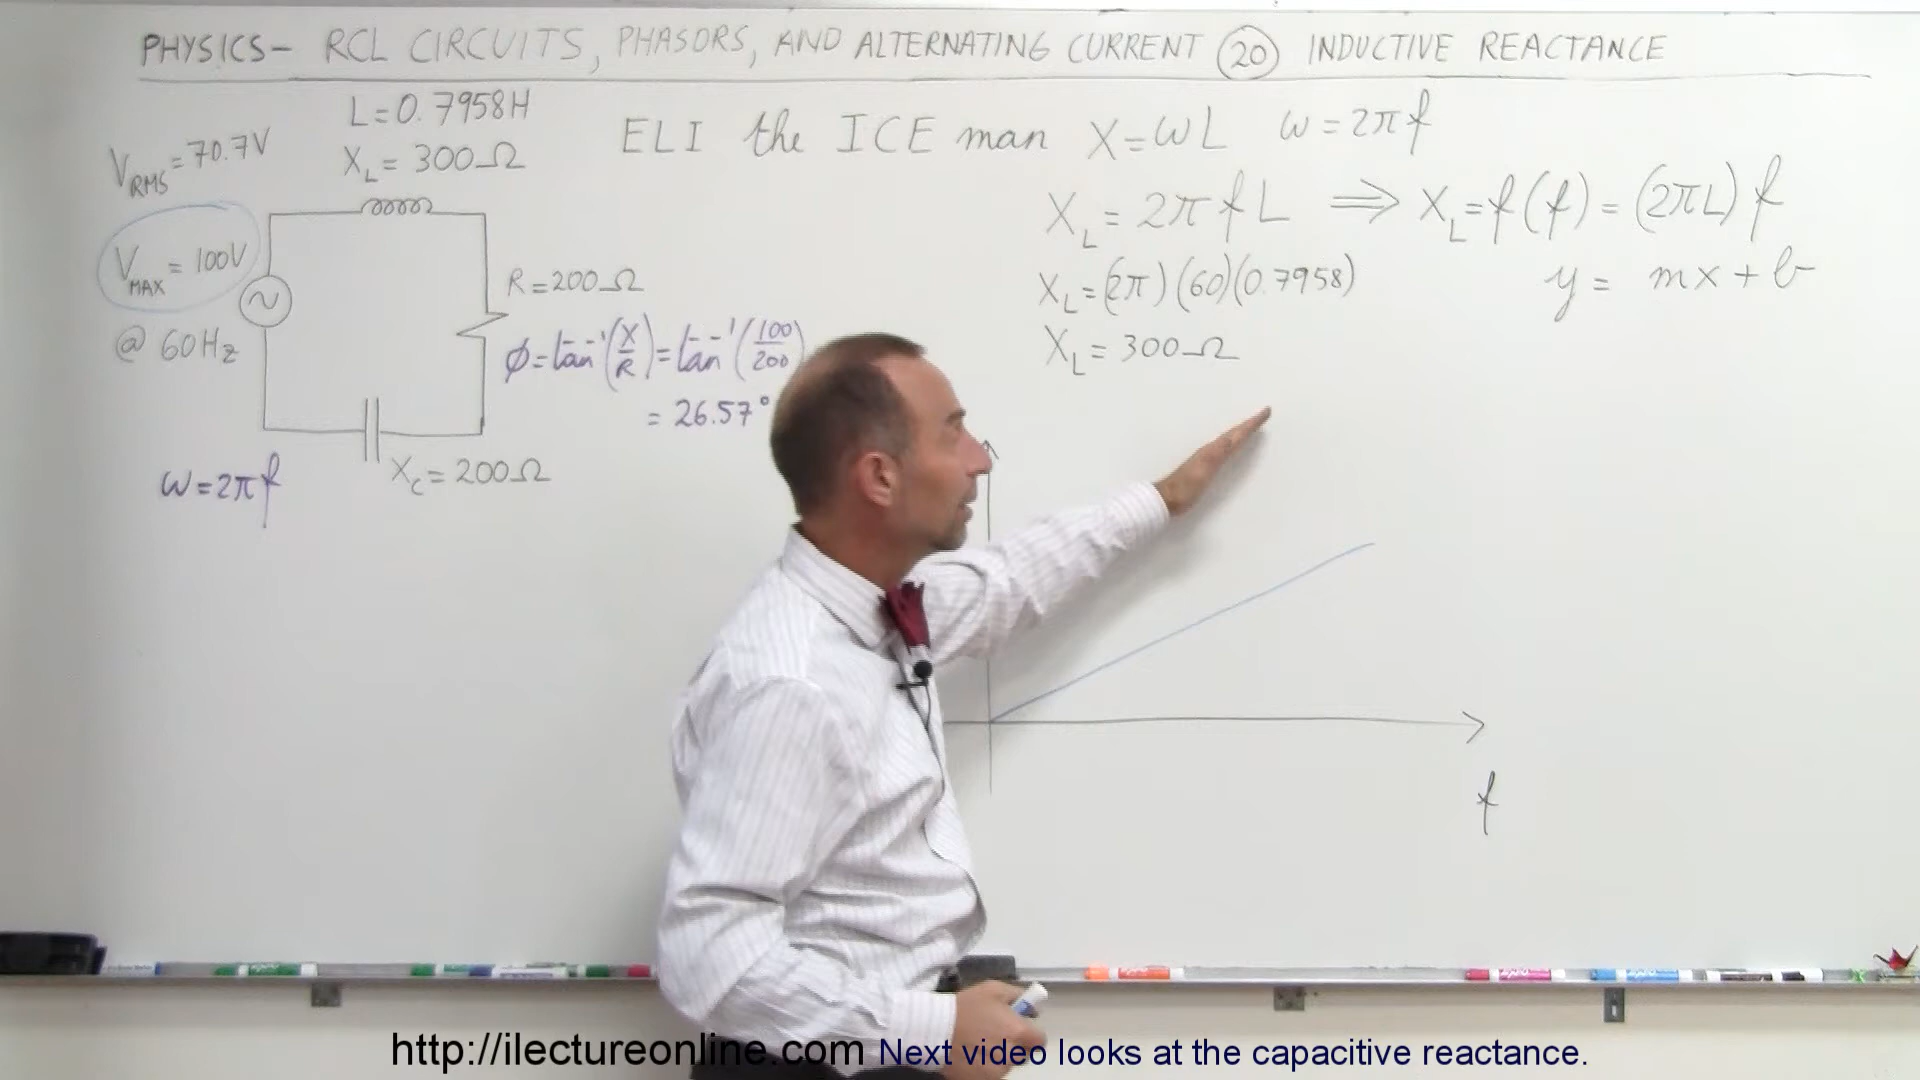 PHYSICS- RCL CIRCUITS, PHASORS, AND ALTERNATING CURRENT 20 INDUCTIVE REACTANCE
L=0.7958H
V_RMS = 70.7V
X_L = 300Ω
V_MAX = 100V
@ 60Hz
R=200Ω
φ=tan⁻¹(X/R)=tan⁻¹(100/200)
= 26.57°
X_C = 200Ω
ω=2πf
ELI the ICE man X=ωL ω=2πf
X_L = 2πfL ⇒ X_L=f(f)=(2πL)f
X_L=(2π)(60)(0.7958)
y = mx+b
X_L = 300Ω
f
http://ilectureonline.com Next video looks at the capacitive reactance.